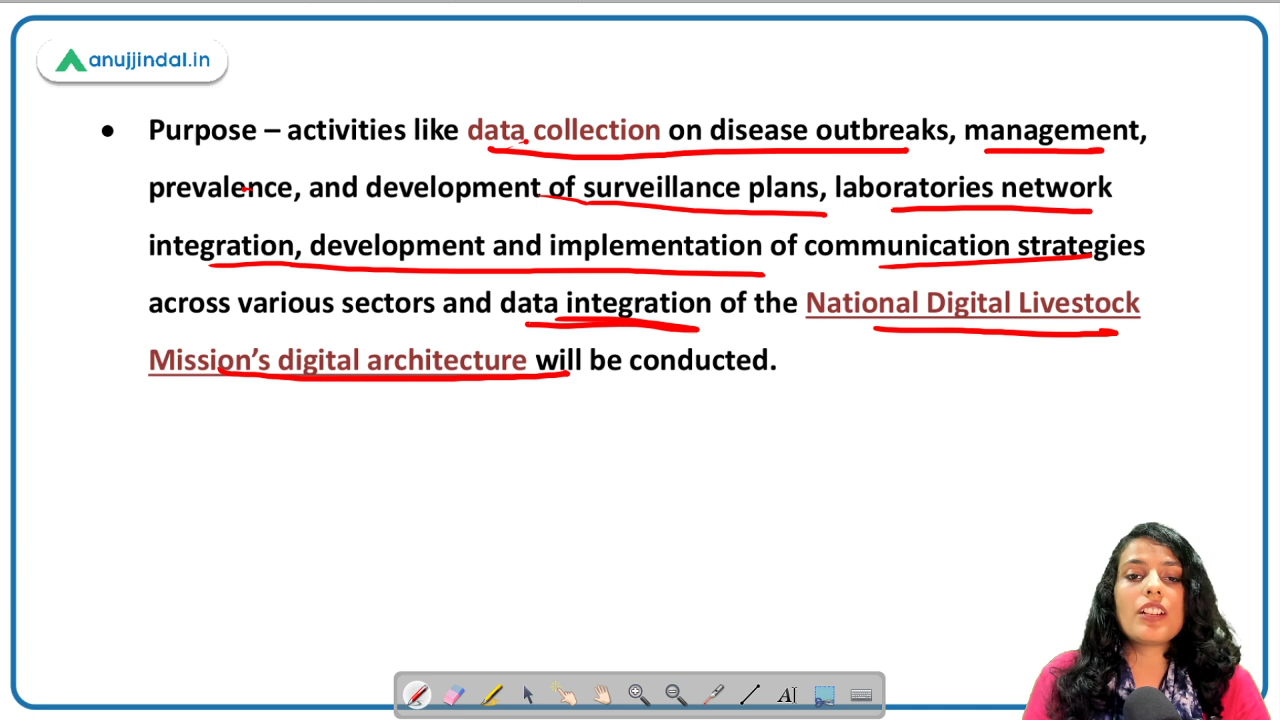 anujjindal.in
● Purpose – activities like data collection on disease outbreaks, management,
prevalence, and development of surveillance plans, laboratories network
integration, development and implementation of communication strategies
across various sectors and data integration of the National Digital Livestock
Mission’s digital architecture will be conducted.
A